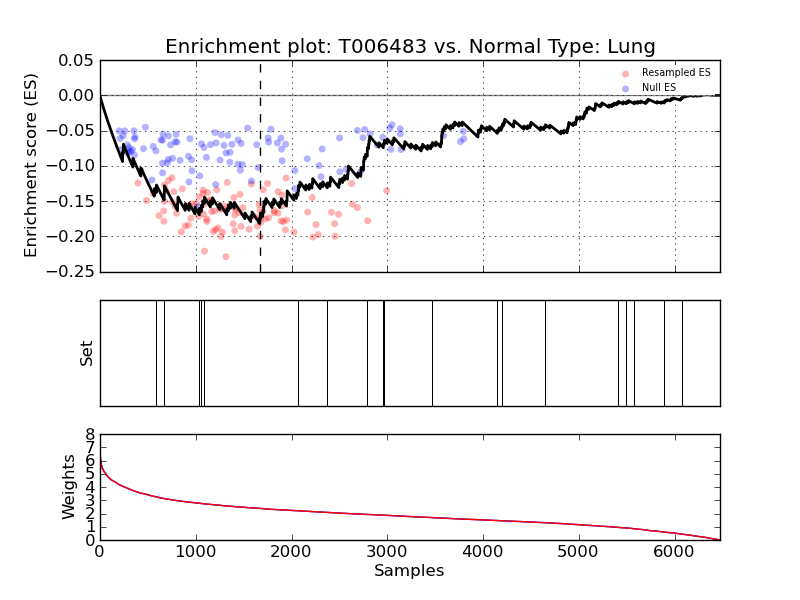 Enrichment plot: T006483 vs. Normal Type: Lung
Enrichment score (ES)
0.05
0.00
−0.05
−0.10
−0.15
−0.20
−0.25
Resampled ES
Null ES
Set
Weights
8
7
6
5
4
3
2
1
0
0 1000 2000 3000 4000 5000 6000
Samples